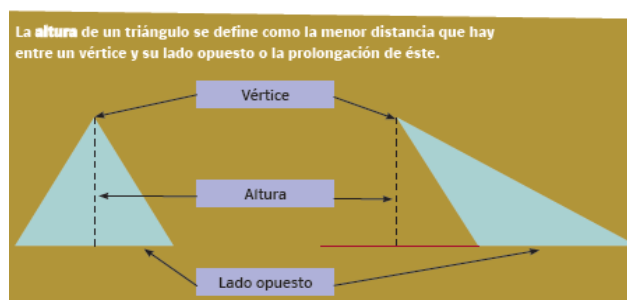 La altura de un triángulo se define como la menor distancia que hay
entre un vértice y su lado opuesto o la prolongación de éste.
Vértice
Altura
Lado opuesto